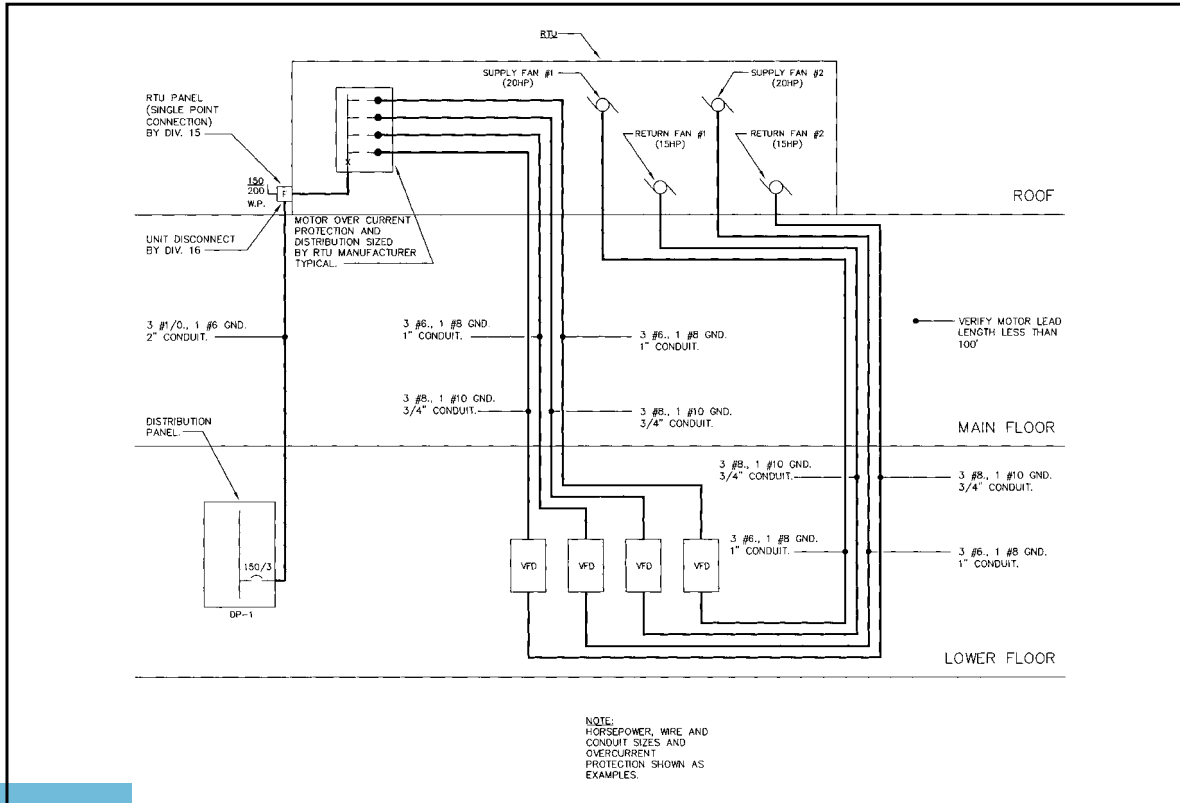 RTU
SUPPLY FAN #1
(20HP)
SUPPLY FAN #2
(20HP)
RTU PANEL
(SINGLE POINT
CONNECTION)
BY DIV. 15
RETURN FAN #1
(15HP)
RETURN FAN #2
(15HP)
150
200
W.P.
F
ROOF
MOTOR OVER CURRENT
PROTECTION AND
DISTRIBUTION SIZED
BY RTU MANUFACTURER
TYPICAL.
UNIT DISCONNECT
BY DIV. 16
3 #1/0., 1 #6 GND.
2" CONDUIT.
3 #6., 1 #8 GND.
1" CONDUIT.
3 #6., 1 #8 GND.
1" CONDUIT.
VERIFY MOTOR LEAD
LENGTH LESS THAN
100'
3 #8., 1 #10 GND.
3/4" CONDUIT.
3 #8., 1 #10 GND.
3/4" CONDUIT.
DISTRIBUTION
PANEL.
MAIN FLOOR
3 #8., 1 #10 GND.
3/4" CONDUIT.
3 #8., 1 #10 GND.
3/4" CONDUIT.
3 #6., 1 #8 GND.
1" CONDUIT.
3 #6., 1 #8 GND.
1" CONDUIT.
150/3
VFD
VFD
VFD
VFD
DP-1
LOWER FLOOR
NOTE:
HORSEPOWER, WIRE AND
CONDUIT SIZES AND
OVERCURRENT
PROTECTION SHOWN AS
EXAMPLES.